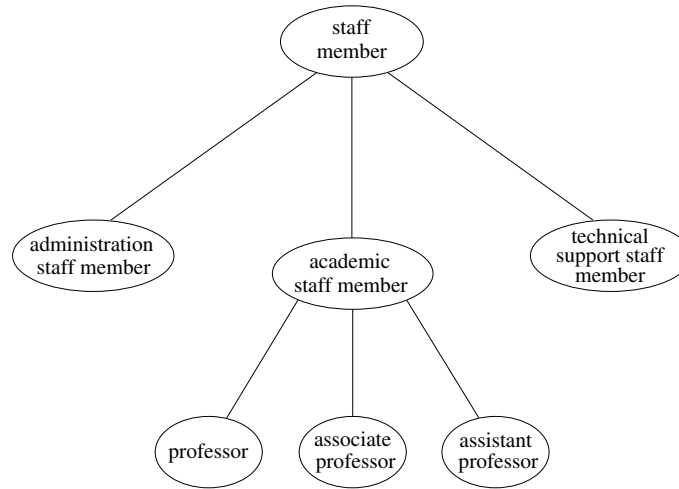 staff
member
administration
staff member
academic
staff member
technical
support staff
member
professor
associate
professor
assistant
professor